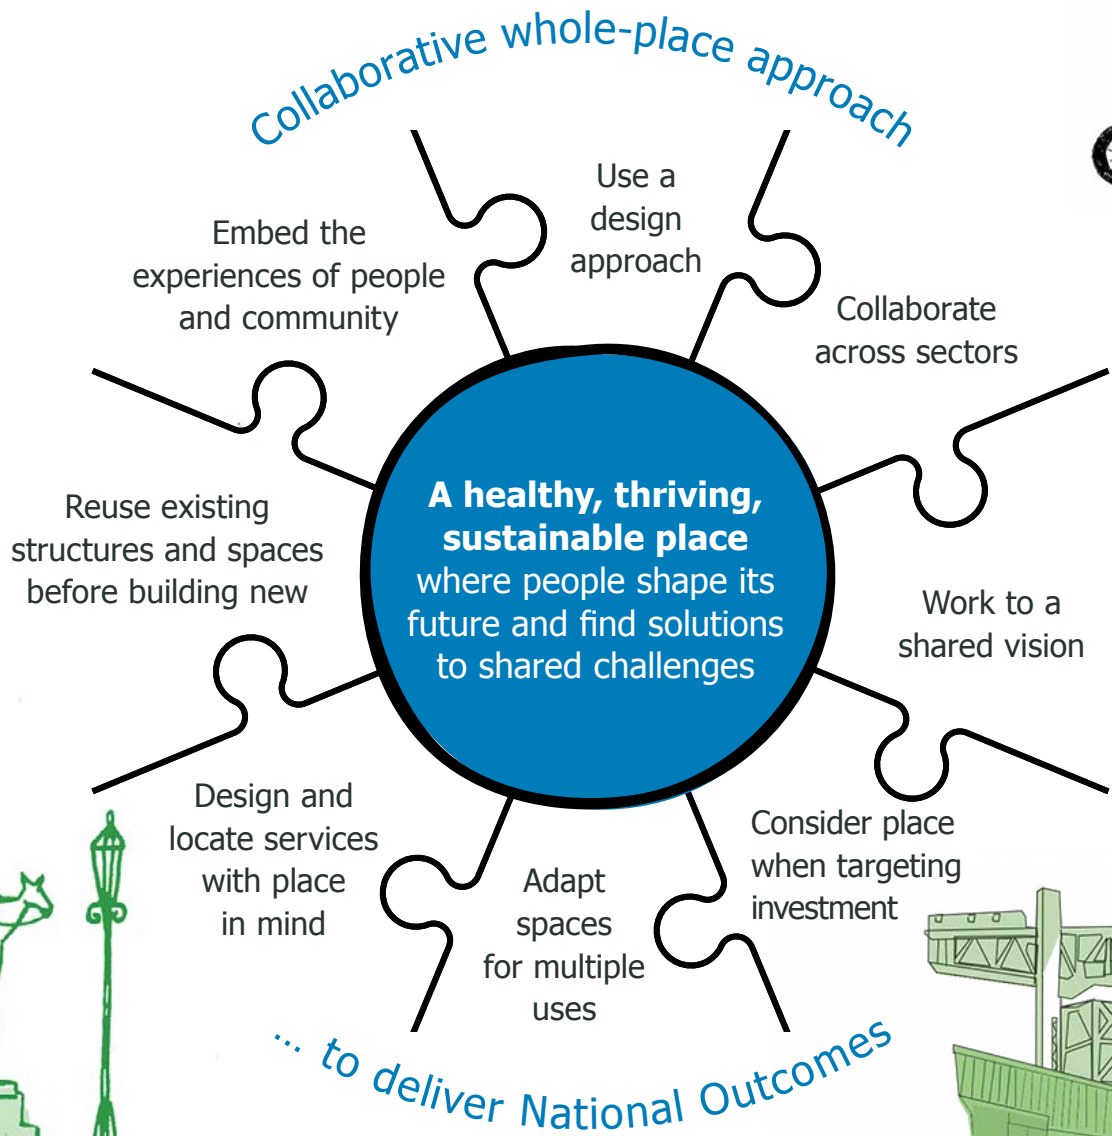 Collaborative whole-place approach
Use a
design
approach
Collaborate
across sectors
Work to a
shared vision
Consider place
when targeting
investment
Adapt
spaces
for multiple
uses
Design and
locate services
with place
in mind
Reuse existing
structures and spaces
before building new
Embed the
experiences of people
and community
A healthy, thriving,
sustainable place
where people shape its
future and find solutions
to shared challenges
... to deliver National Outcomes